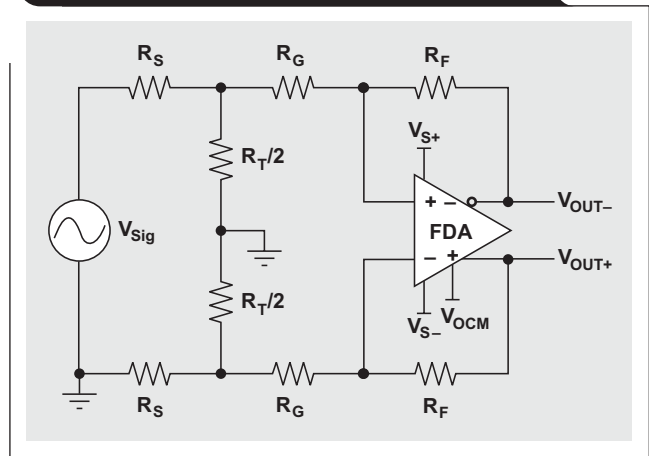 R_S R_G R_F
V_S+
R_T/2
+ – V_OUT–
V_Sig FDA
– + V_OUT+
R_T/2
V_S– V_OCM
R_S R_G R_F